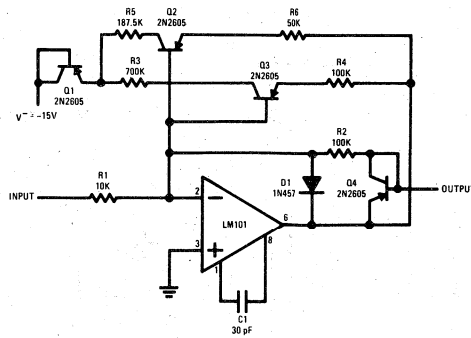 R5
187.5K
Q2
2N2605
R6
50K
Q3
2N2605
R4
100K
R3
700K
Q1
2N2605
V⁻ = -15V
R2
100K
R1
10K
INPUT
2
D1
1N457
Q4
2N2605
OUTPUT
LM101
6
3
8
1
C1
30 pF